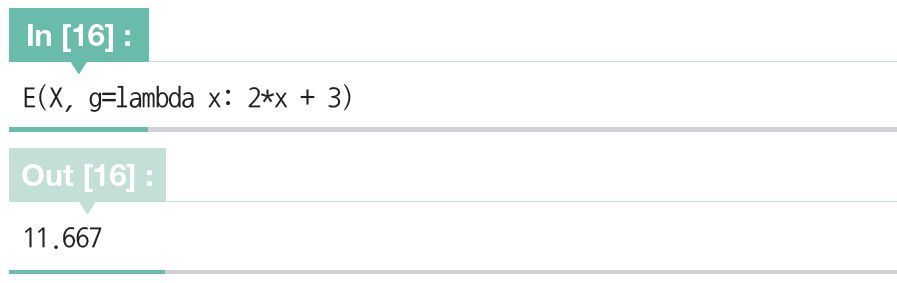 In [16] :
E(X, g=lambda x: 2*x + 3)
Out [16] :
11.667